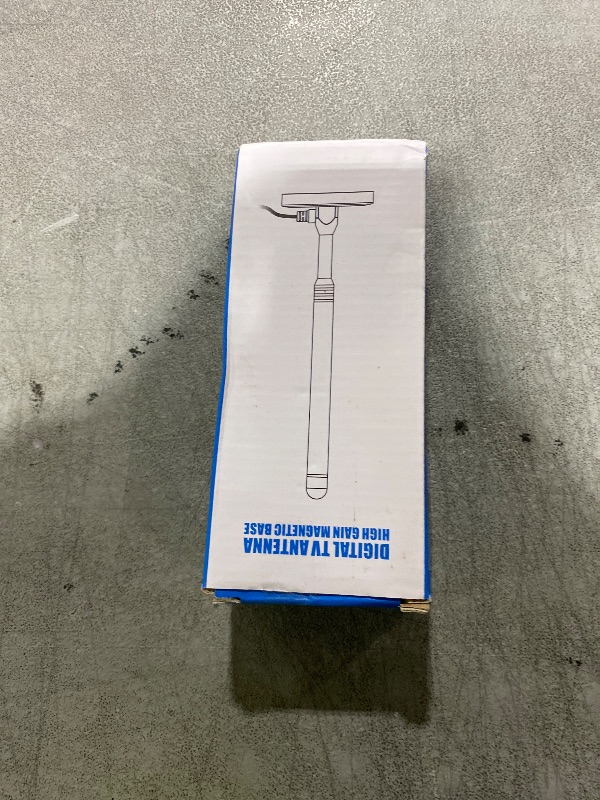 DIGITAL TV ANTENNA
HIGH GAIN MAGNETIC BASE